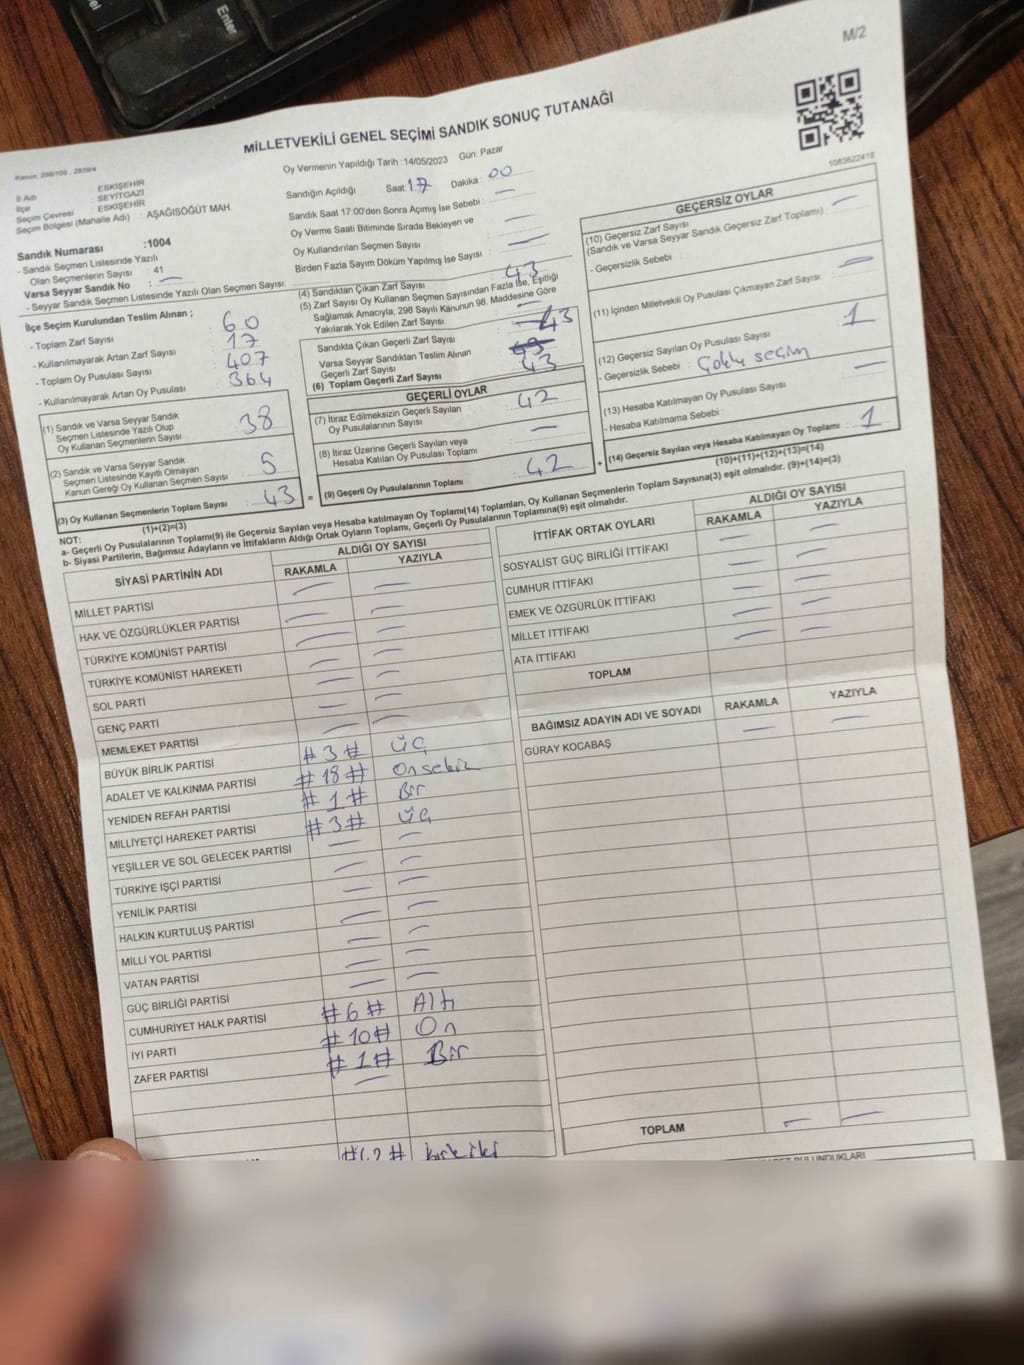 Enter
M/2
MİLLETVEKİLİ GENEL SEÇİMİ SANDIK SONUÇ TUTANAĞI
Oy Vermenin Yapıldığı Tarih :14/05/2023 Gün: Pazar
1083622418
İl Adı : ESKİŞEHİR
İlçe : SEYİTGAZİ
Seçim Çevresi : ESKİŞEHİR
Seçim Bölgesi (Mahalle Adı) : AŞAĞISÖĞÜT MAH.
Sandık Numarası :1004
- Sandık Seçmen Listesinde Yazılı
Olan Seçmenlerin Sayısı : 41
Varsa Seyyar Sandık No : —
- Seyyar Sandık Seçmen Listesinde Yazılı Olan Seçmen Sayısı:
Sandığın Açıldığı Saat: 17 Dakika: 00
Sandık Saat 17:00'den Sonra Açımış İse Sebebi : —
Oy Verme Saati Bitiminde Sırada Bekleyen ve
Oy Kullandırılan Seçmen Sayısı : —
Birden Fazla Sayım Döküm Yapılmış İse Sayısı : —
İlçe Seçim Kurulundan Teslim Alınan ;
- Toplam Zarf Sayısı : 60
- Kullanılmayarak Artan Zarf Sayısı : 17
- Toplam Oy Pusulası Sayısı : 407
- Kullanılmayarak Artan Oy Pusulası : 364
(1) Sandık ve Varsa Seyyar Sandık
Seçmen Listesinde Yazılı Olup
Oy Kullanan Seçmenlerin Sayısı : 38
(2) Sandık ve Varsa Seyyar Sandık
Seçmen Listesinde Kayıtlı Olmayan
Kanun Gereği Oy Kullanan Seçmen Sayısı : 5
(3) Oy Kullanan Seçmenlerin Toplam Sayısı : 43
(1)+(2)=(3)
(4) Sandıktan Çıkan Zarf Sayısı : 43
(5) Zarf Sayısı Oy Kullanan Seçmen Sayısından Fazla İse, Eşitliği
Sağlamak Amacıyla, 298 Sayılı Kanunun 98. Maddesine Göre
Yakılarak Yok Edilen Zarf Sayısı : —
Sandıkta Çıkan Geçerli Zarf Sayısı : 43
Varsa Seyyar Sandıktan Teslim Alınan
Geçerli Zarf Sayısı
(6) Toplam Geçerli Zarf Sayısı : 43
GEÇERLİ OYLAR
(7) İtiraz Edilmeksizin Geçerli Sayılan
Oy Pusulalarının Sayısı : 42
(8) İtiraz Üzerine Geçerli Sayılan veya
Hesaba Katılan Oy Pusulası Toplamı : —
= (9) Geçerli Oy Pusulalarının Toplamı : 42 +
GEÇERSİZ OYLAR
(10) Geçersiz Zarf Sayısı : —
(Sandık ve Varsa Seyyar Sandık Geçersiz Zarf Toplamı)
- Geçersizlik Sebebi :
(11) İçinden Milletvekili Oy Pusulası Çıkmayan Zarf Sayısı : —
(12) Geçersiz Sayılan Oy Pusulası Sayısı : 1
- Geçersizlik Sebebi : Çoklu seçim
(13) Hesaba Katılmayan Oy Pusulası Sayısı : —
- Hesaba Katılmama Sebebi :
(14) Geçersiz Sayılan veya Hesaba Katılmayan Oy Toplamı : 1
(10)+(11)+(12)+(13)=(14)
NOT:
a- Geçerli Oy Pusulalarının Toplamı(9) ile Geçersiz Sayılan veya Hesaba katılmayan Oy Toplamı(14) Toplamları, Oy Kullanan Seçmenlerin Toplam Sayısına(3) eşit olmalıdır. (9)+(14)=(3)
b- Siyasi Partilerin, Bağımsız Adayların ve İttifakların Aldığı Ortak Oyların Toplamı, Geçerli Oy Pusulalarının Toplamına(9) eşit olmalıdır.
SİYASİ PARTİNİN ADI ALDIĞI OY SAYISI
RAKAMLA YAZIYLA
MİLLET PARTİSİ — —
HAK VE ÖZGÜRLÜKLER PARTİSİ — —
TÜRKİYE KOMÜNİST PARTİSİ — —
TÜRKİYE KOMÜNİST HAREKETİ — —
SOL PARTİ — —
GENÇ PARTİ — —
MEMLEKET PARTİSİ — —
BÜYÜK BİRLİK PARTİSİ #3# üç
ADALET VE KALKINMA PARTİSİ #18# Onsekiz
YENİDEN REFAH PARTİSİ #1# Bir
MİLLİYETÇİ HAREKET PARTİSİ #3# üç
YEŞİLLER VE SOL GELECEK PARTİSİ — —
TÜRKİYE İŞÇİ PARTİSİ — —
YENİLİK PARTİSİ — —
HALKIN KURTULUŞ PARTİSİ — —
MİLLİ YOL PARTİSİ — —
VATAN PARTİSİ — —
GÜÇ BİRLİĞİ PARTİSİ — —
CUMHURİYET HALK PARTİSİ #6# Altı
İYİ PARTİ #10# On
ZAFER PARTİSİ #1# Bir
#42# kırkiki
İTTİFAK ORTAK OYLARI ALDIĞI OY SAYISI
RAKAMLA YAZIYLA
SOSYALİST GÜÇ BİRLİĞİ İTTİFAKI — —
CUMHUR İTTİFAKI — —
EMEK VE ÖZGÜRLÜK İTTİFAKI — —
MİLLET İTTİFAKI — —
ATA İTTİFAKI — —
TOPLAM
BAĞIMSIZ ADAYIN ADI VE SOYADI RAKAMLA YAZIYLA
GÜRAY KOCABAŞ — —
TOPLAM — —